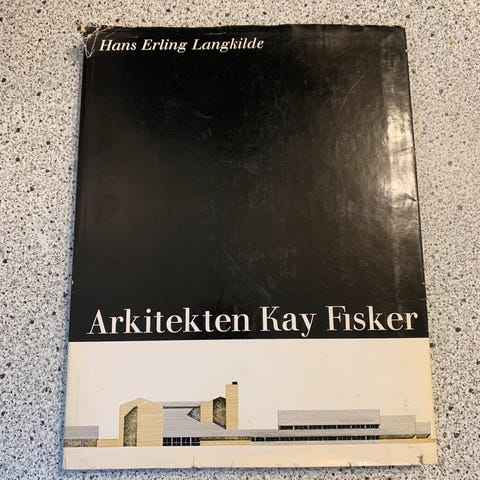 Hans Erling Langkilde
Arkitekten Kay Fisker